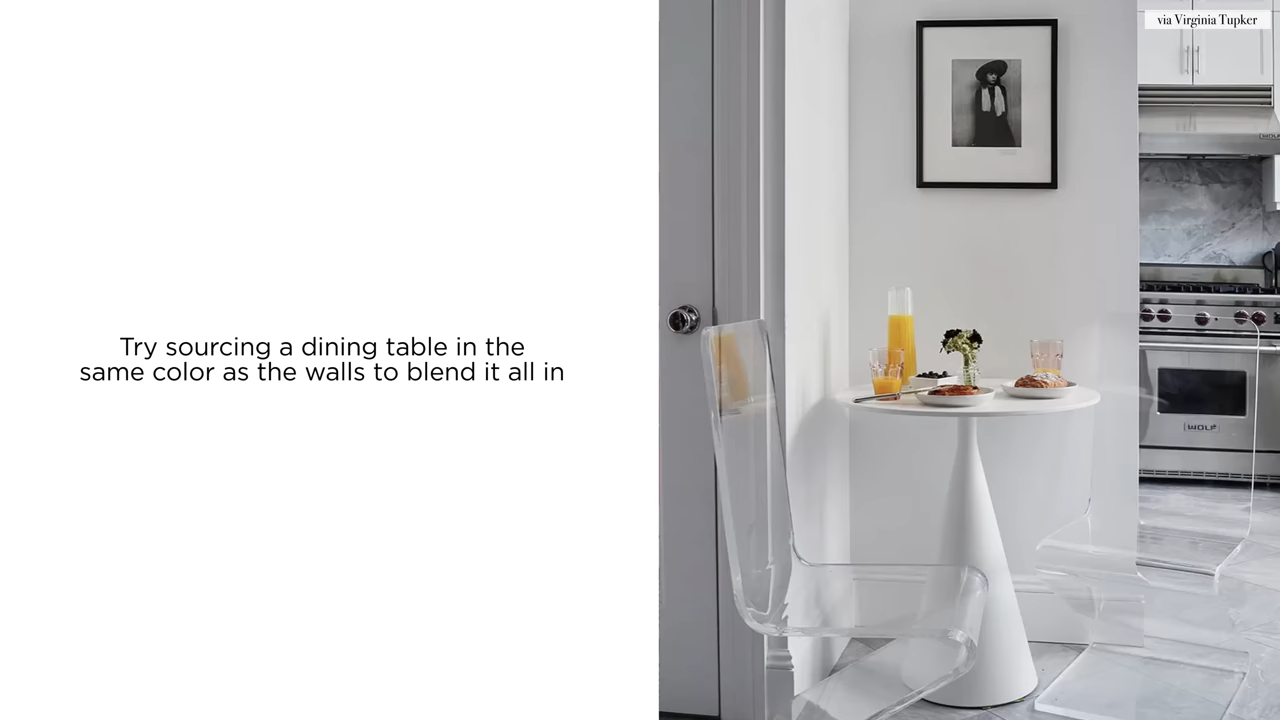 via Virginia Tupker
Try sourcing a dining table in the
same color as the walls to blend it all in
WOLF
WOLF